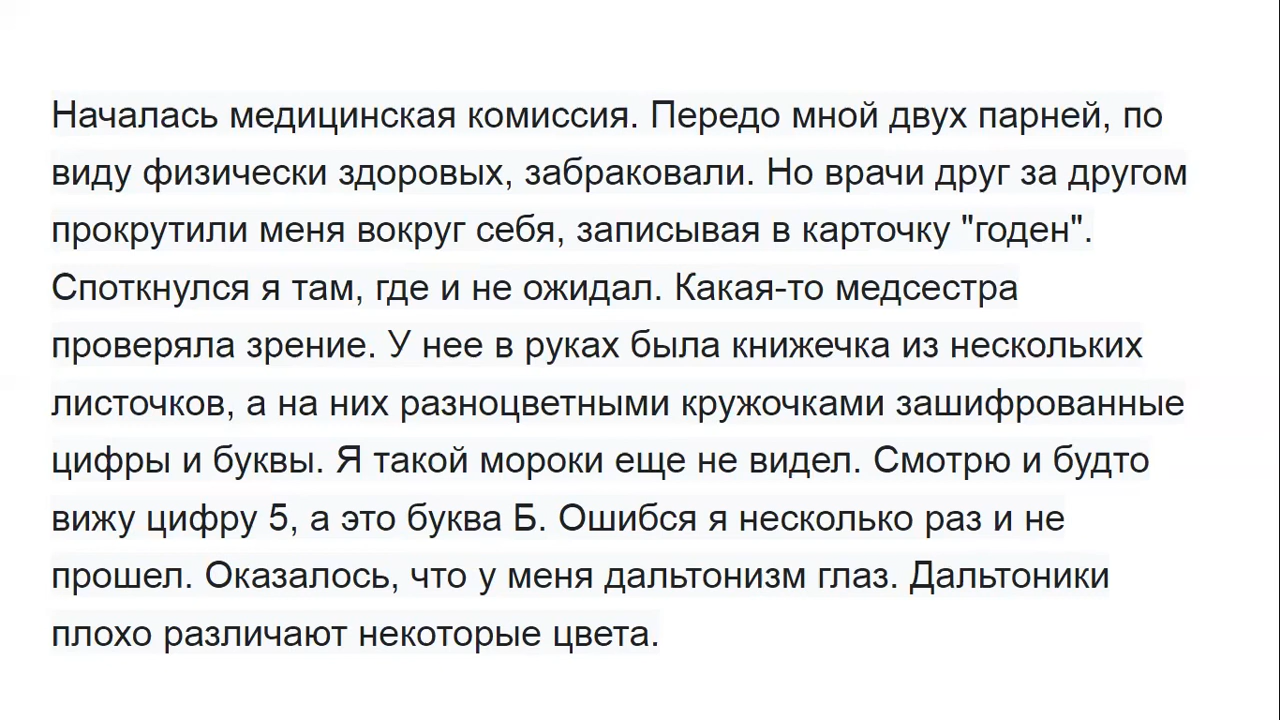 Началась медицинская комиссия. Передо мной двух парней, по
виду физически здоровых, забраковали. Но врачи друг за другом
прокрутили меня вокруг себя, записывая в карточку "годен".
Споткнулся я там, где и не ожидал. Какая-то медсестра
проверяла зрение. У нее в руках была книжечка из нескольких
листочков, а на них разноцветными кружочками зашифрованные
цифры и буквы. Я такой мороки еще не видел. Смотрю и будто
вижу цифру 5, а это буква Б. Ошибся я несколько раз и не
прошел. Оказалось, что у меня дальтонизм глаз. Дальтоники
плохо различают некоторые цвета.